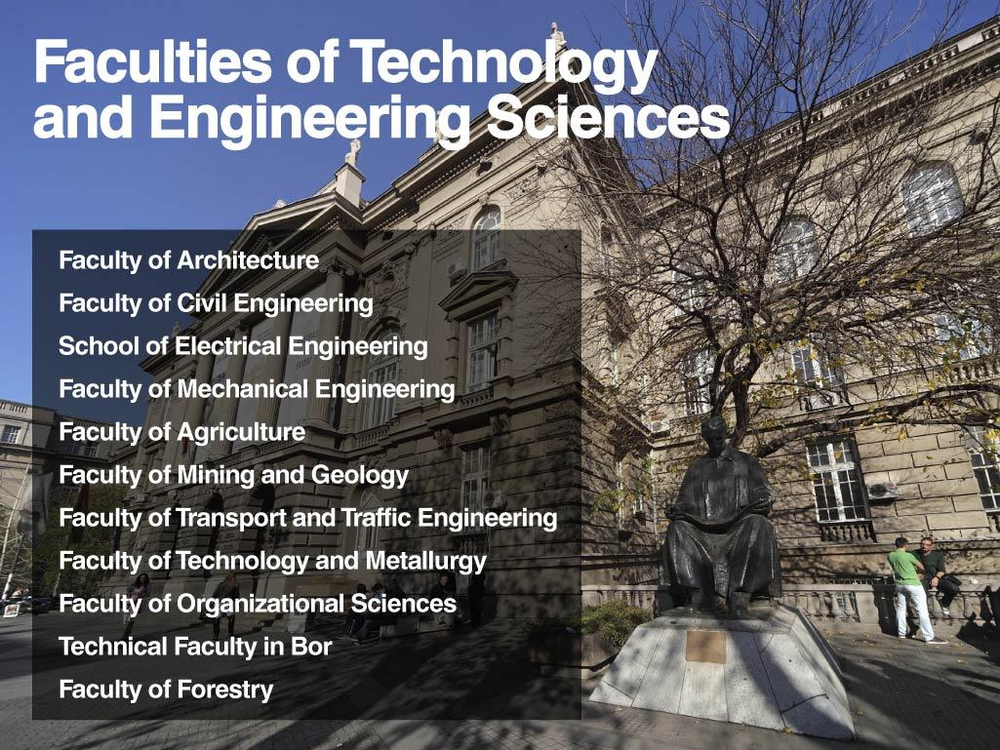 Faculties of Technology
and Engineering Sciences
Faculty of Architecture
Faculty of Civil Engineering
School of Electrical Engineering
Faculty of Mechanical Engineering
Faculty of Agriculture
Faculty of Mining and Geology
Faculty of Transport and Traffic Engineering
Faculty of Technology and Metallurgy
Faculty of Organizational Sciences
Technical Faculty in Bor
Faculty of Forestry